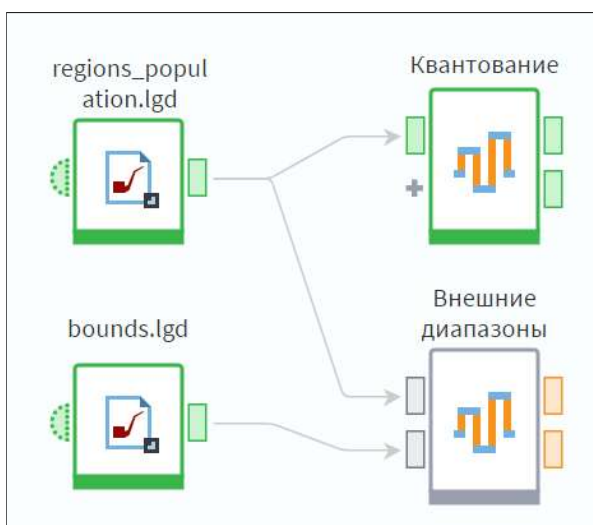 regions_popul
ation.lgd
Квантование
bounds.lgd
Внешние
диапазоны